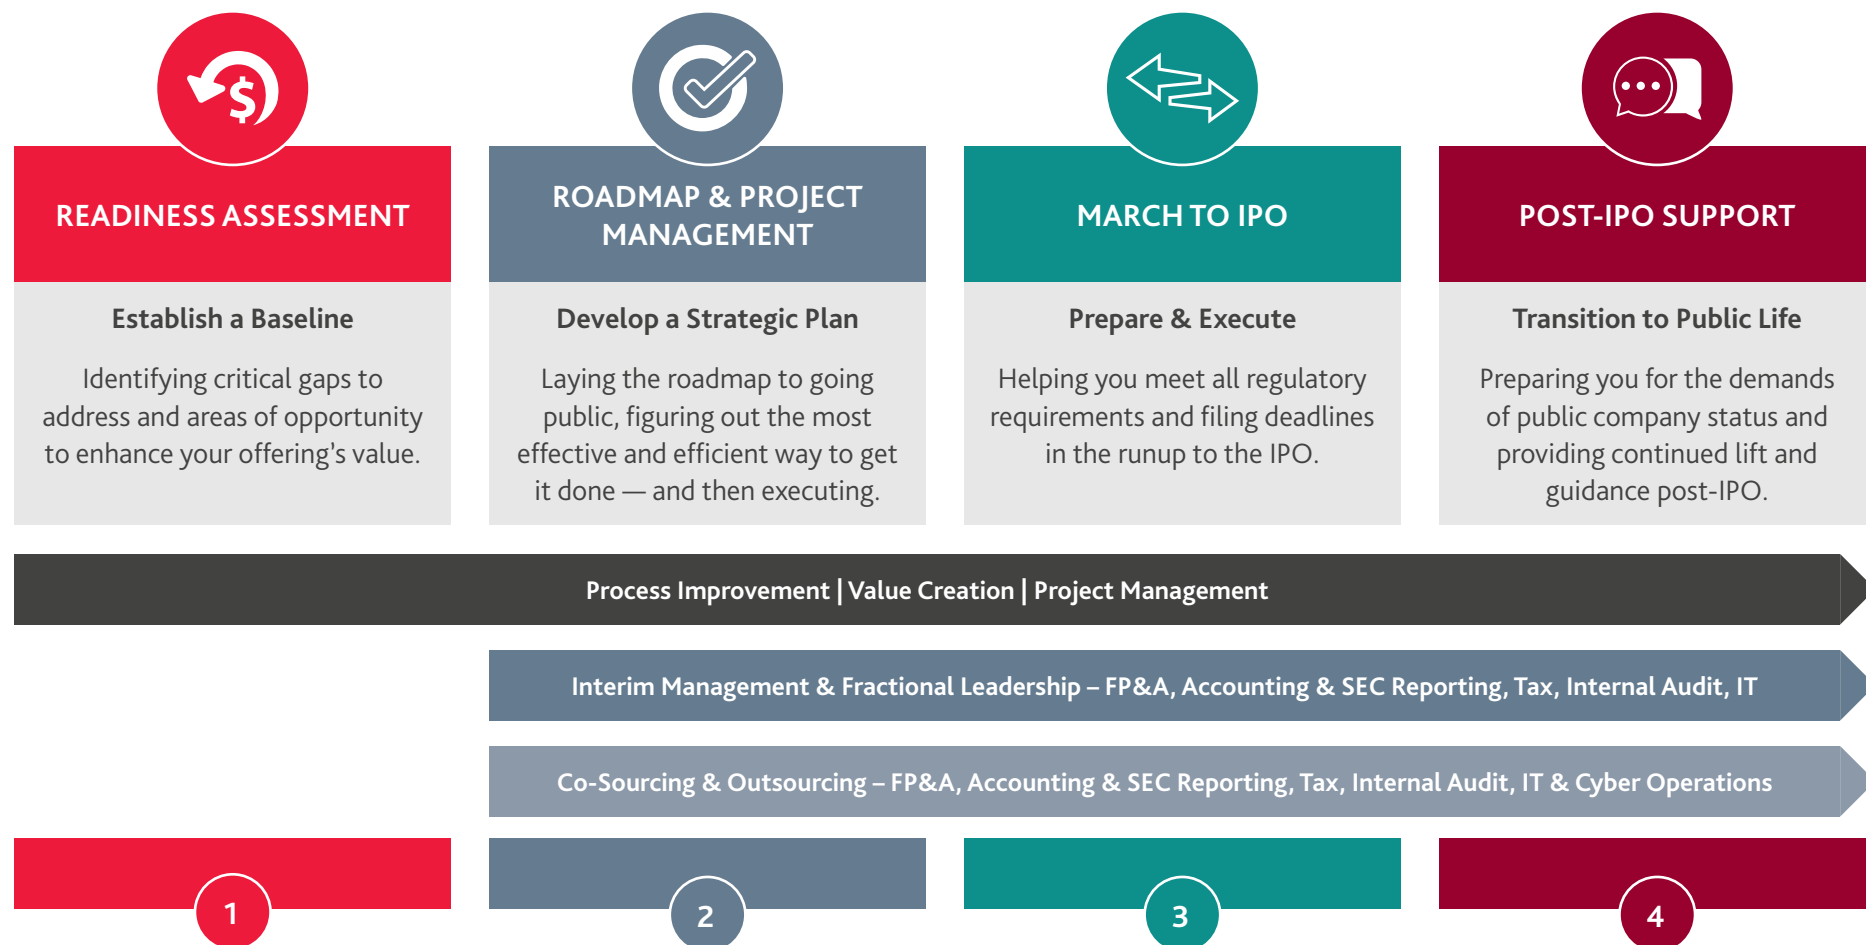 READINESS ASSESSMENT
Establish a Baseline
Identifying critical gaps to
address and areas of opportunity
to enhance your offering's value.
ROADMAP & PROJECT
MANAGEMENT
Develop a Strategic Plan
Laying the roadmap to going
public, figuring out the most
effective and efficient way to get
it done — and then executing.
MARCH TO IPO
Prepare & Execute
Helping you meet all regulatory
requirements and filing deadlines
in the runup to the IPO.
POST-IPO SUPPORT
Transition to Public Life
Preparing you for the demands
of public company status and
providing continued lift and
guidance post-IPO.
Process Improvement | Value Creation | Project Management
Interim Management & Fractional Leadership – FP&A, Accounting & SEC Reporting, Tax, Internal Audit, IT
Co-Sourcing & Outsourcing – FP&A, Accounting & SEC Reporting, Tax, Internal Audit, IT & Cyber Operations
1
2
3
4